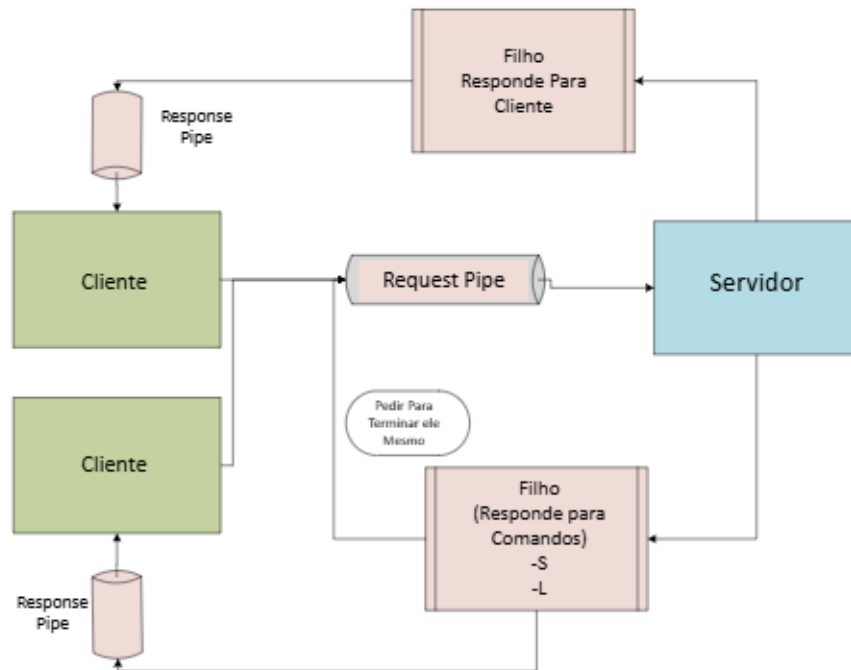 Filho
Responde Para
Cliente
Response
Pipe
Cliente
Request Pipe
Servidor
Pedir Para
Terminar ele
Mesmo
Cliente
Filho
(Responde para
Comandos)
-S
-L
Response
Pipe